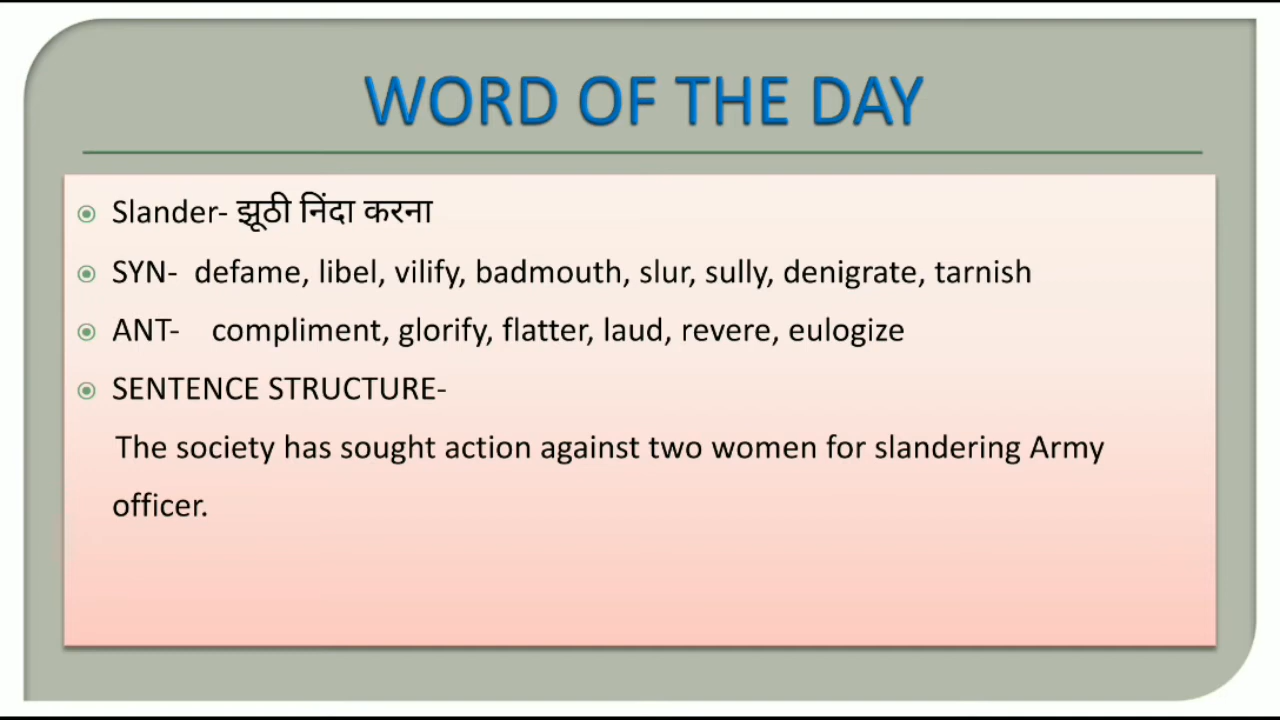 WORD OF THE DAY
Slander- झूठी निंदा करना
SYN- defame, libel, vilify, badmouth, slur, sully, denigrate, tarnish
ANT- compliment, glorify, flatter, laud, revere, eulogize
SENTENCE STRUCTURE-
The society has sought action against two women for slandering Army
officer.